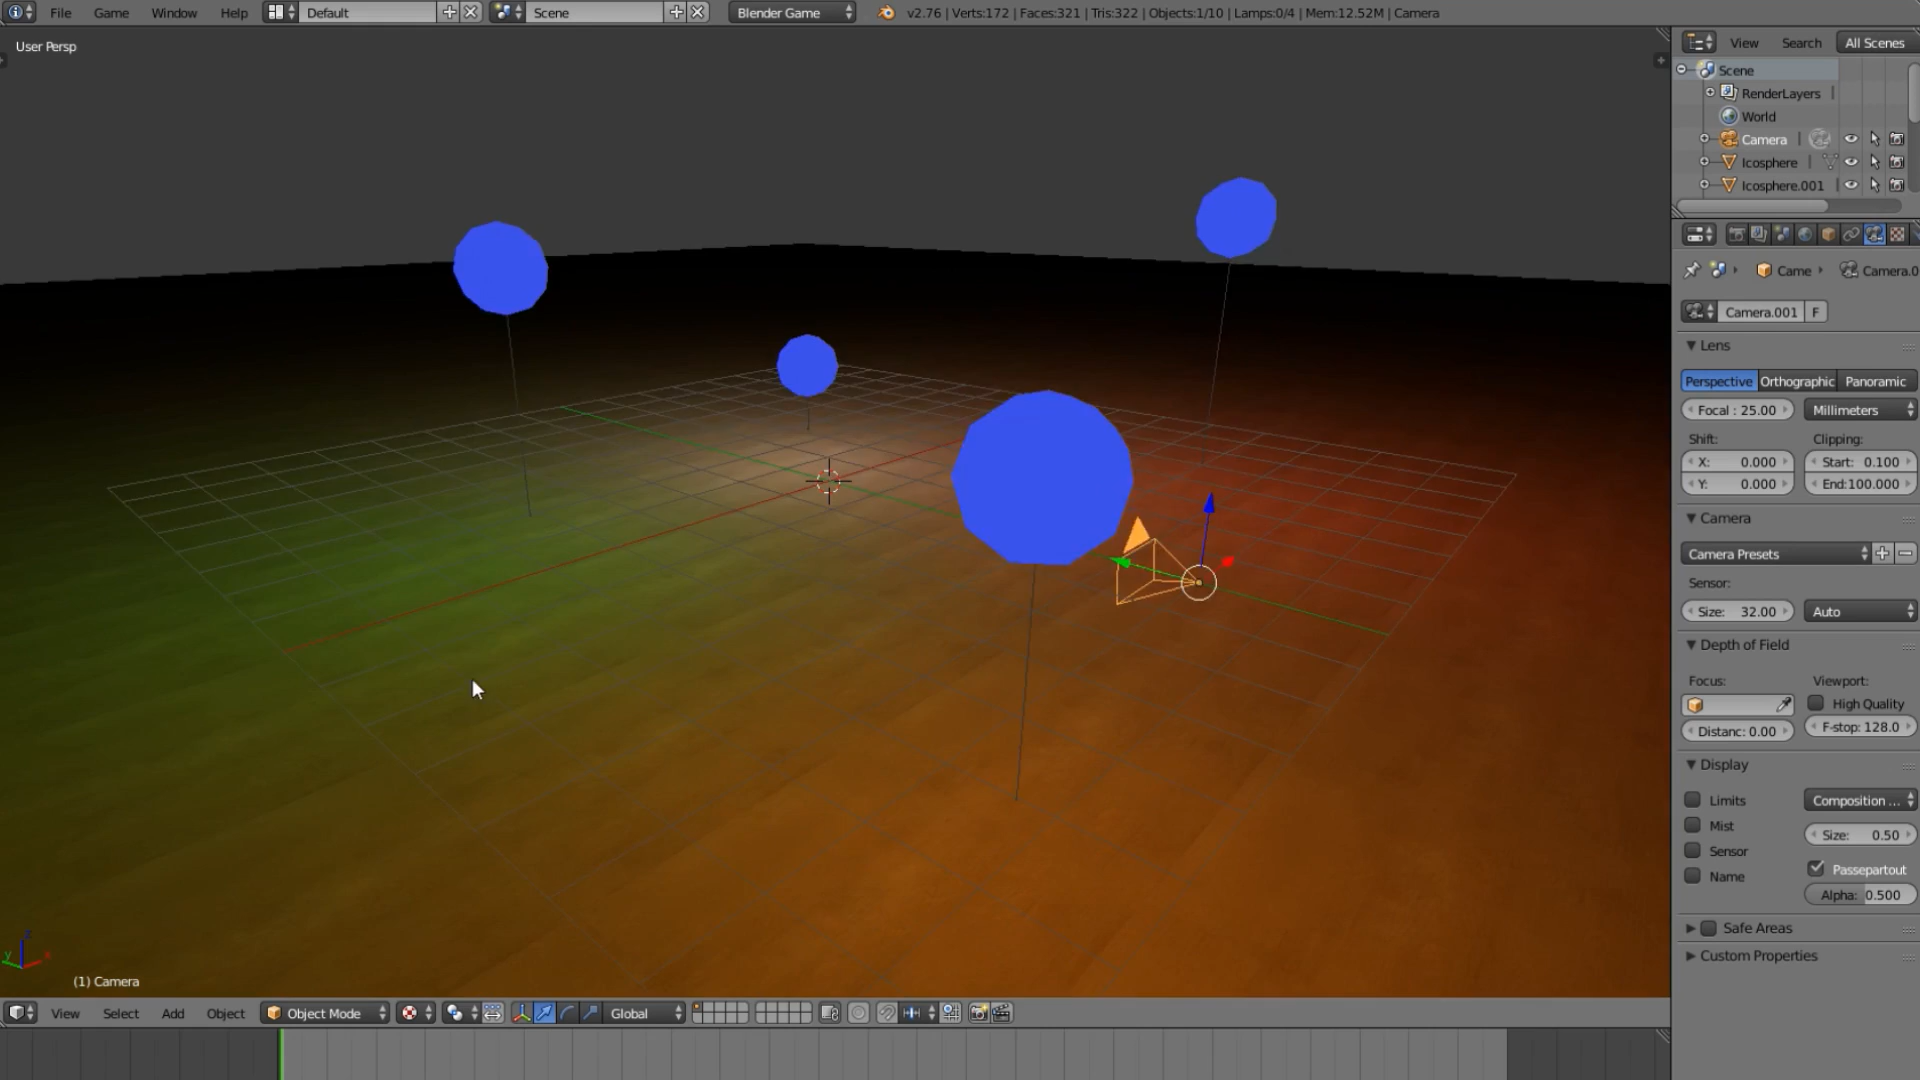 File Game Window Help Default Scene Blender Game v2.76 | Verts:172 | Faces:321 | Tris:322 | Objects:1/10 | Lamps:0/4 | Mem:12.52M | Camera
User Persp
View Search All Scenes
Scene
RenderLayers
World
Camera
Icosphere
Icosphere.001
Came Camera.0
Camera.001 F
Lens
Perspective Orthographic Panoramic
Focal : 25.00 Millimeters
Shift: Clipping:
X: 0.000 Start: 0.100
Y: 0.000 End:100.000
Camera
Camera Presets
Sensor:
Size: 32.00 Auto
Depth of Field
Focus: Viewport:
High Quality
Distanc: 0.00 F-stop: 128.0
Display
Limits Composition ...
Mist Size: 0.50
Sensor Passepartout
Name Alpha: 0.500
Safe Areas
Custom Properties
z
y x
(1) Camera
View Select Add Object Object Mode Global